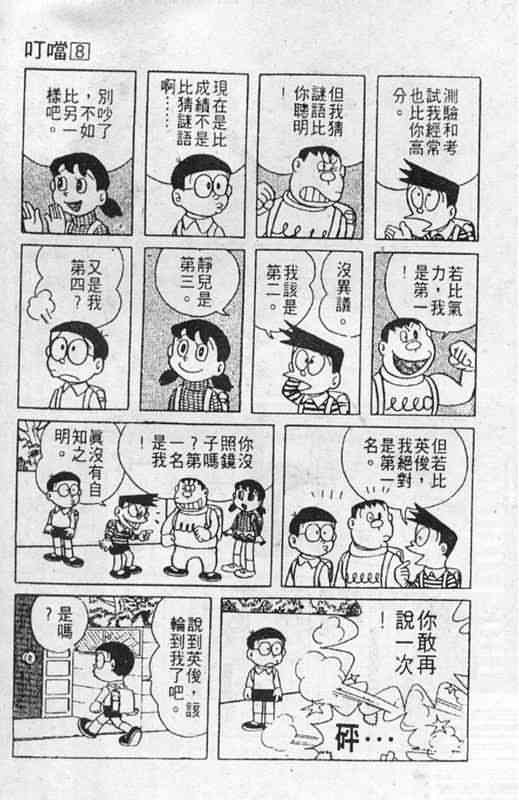 叮噹8
測驗和考
試我經常
也比你高
分。
但我猜
謎語比
你聰明
現在是比
成績不是
比猜謎語
啊……
別吵了
，不如
比另一
樣吧。
若比氣
力，我
是第一
！
沒異議。
我該是
第二。
靜兒是
第三。
又是我
第四？
但若比
英俊，
我絕對
是第一
名。
你沒
照鏡
子嗎
？第
一名
是我
！
眞沒有自
知之
明。
你敢再
說一次
！
砰…
說到英俊，該
輪到我了吧。
是嗎
？